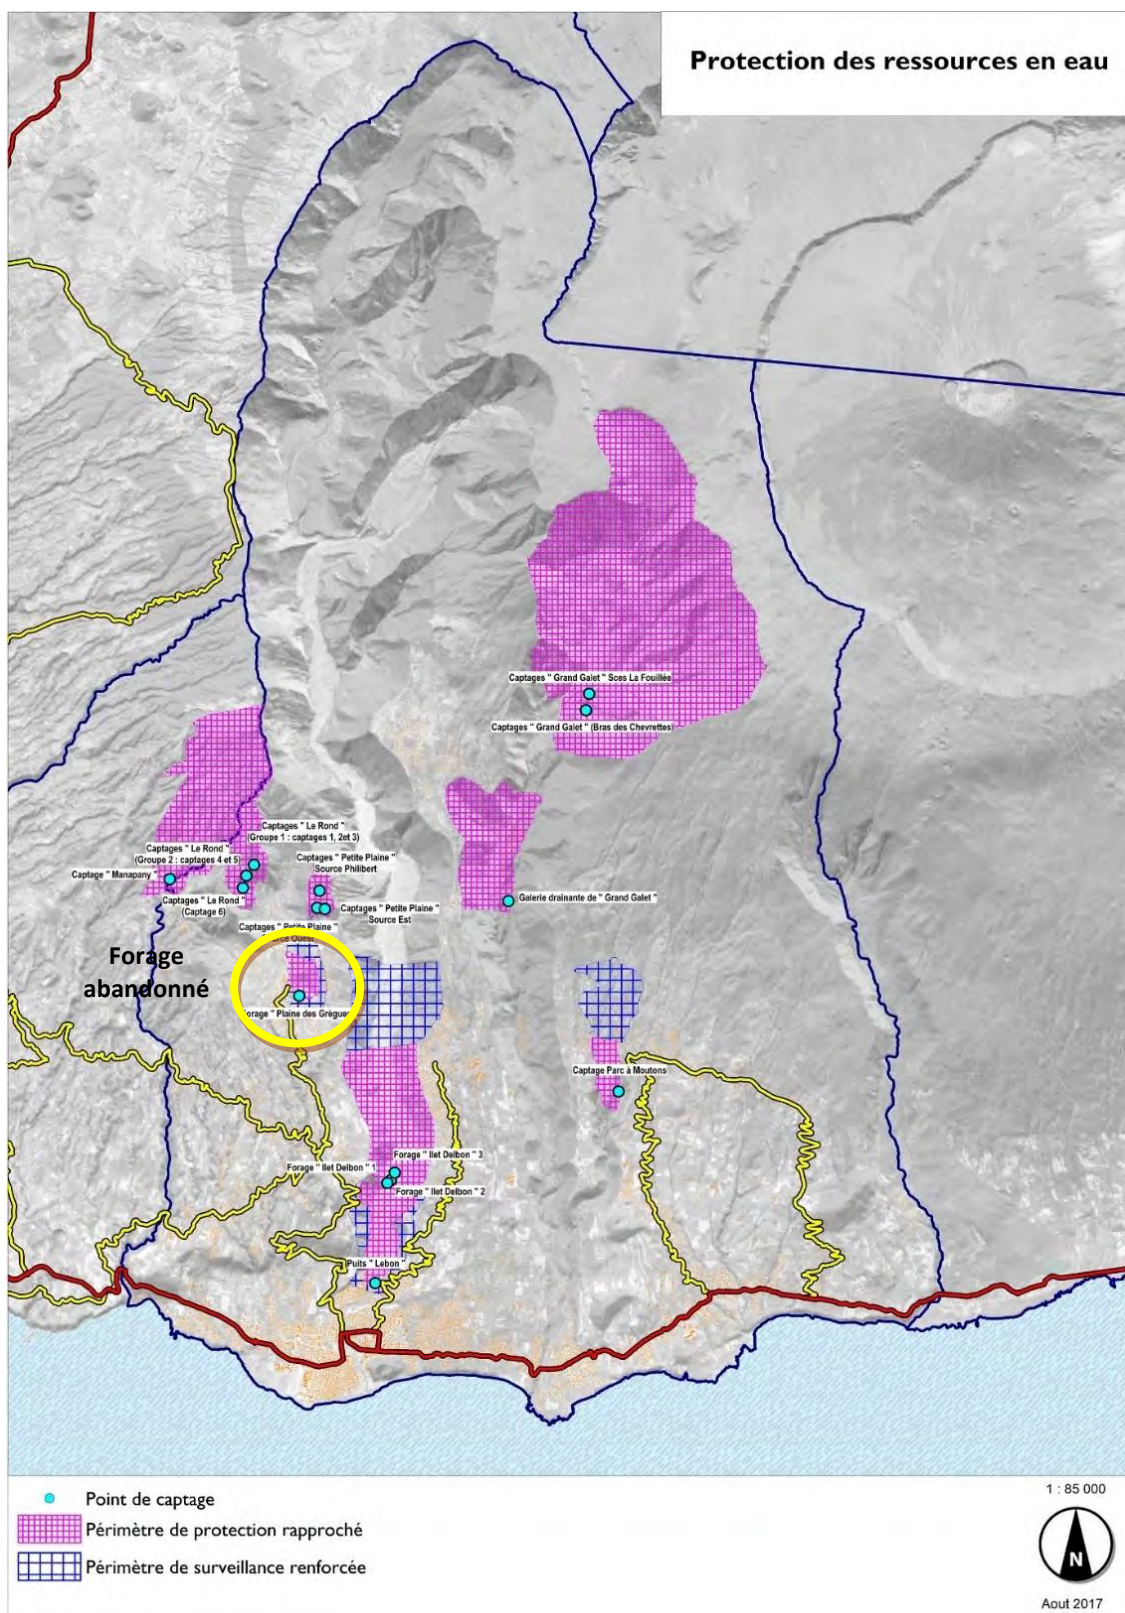 Protection des ressources en eau
Captages " Grand Galet " Sces La Fouillée
Captages " Grand Galet " (Bras des Chevrettes)
Captages " Le Rond "
(Groupe 1 : captages 1, 2et 3)
Captages " Le Rond "
(Groupe 2 : captages 4 et 5)
Captage " Manapany "
Captages " Le Rond "
(Captage 6)
Captages " Petite Plaine "
Source Philibert
Captages " Petite Plaine "
Source Est
Galerie drainante de " Grand Galet "
Captages " Petite Plaine "
Ouest
Forage
abandonné
" Plaine des
Captage Parc à Moutons
Forage " Ilet Delbon " 3
Forage " Ilet Delbon " 1
Forage " Ilet Delbon " 2
Puits " Lebon "
Point de captage
Périmètre de protection rapproché
Périmètre de surveillance renforcée
1 : 85 000
N
Aout 2017